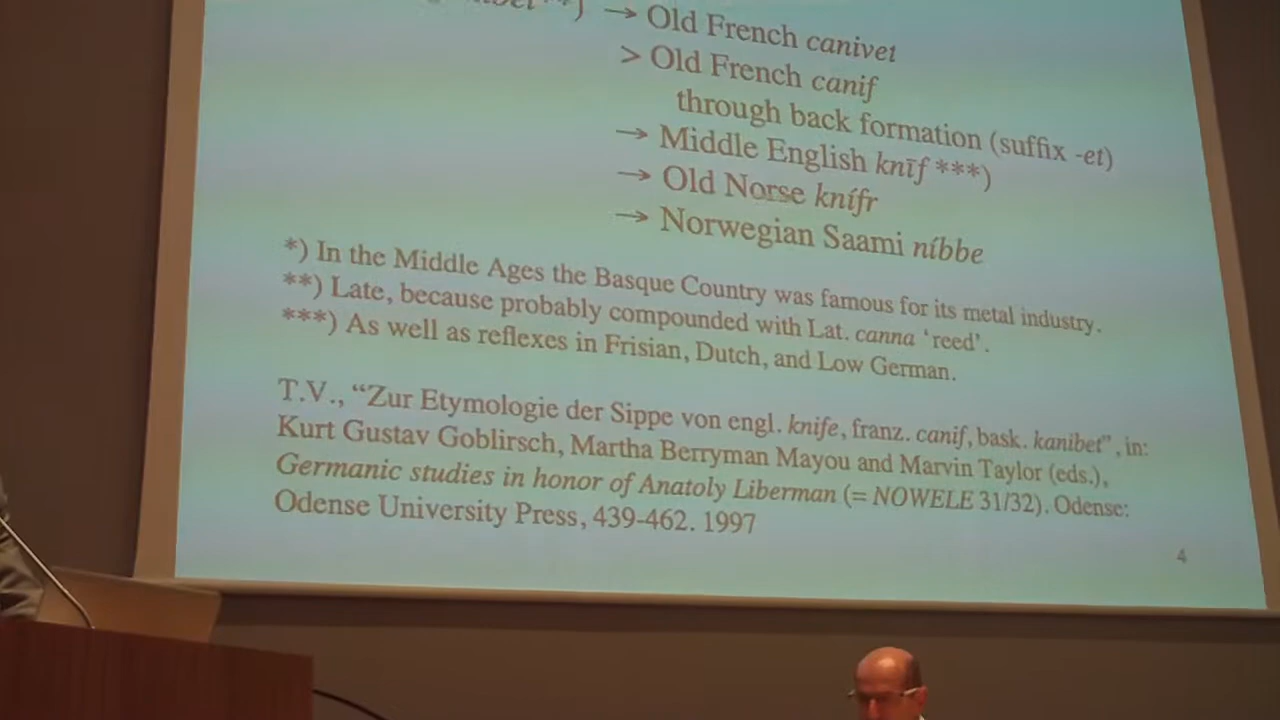 → Old French canivet
> Old French canif
through back formation (suffix -et)
→ Middle English knīf ***)
→ Old Norse knífr
→ Norwegian Saami níbbe
*) In the Middle Ages the Basque Country was famous for its metal industry.
**) Late, because probably compounded with Lat. canna ‘reed’.
***) As well as reflexes in Frisian, Dutch, and Low German.
T.V., “Zur Etymologie der Sippe von engl. knife, franz. canif, bask. kanibet”, in:
Kurt Gustav Goblirsch, Martha Berryman Mayou and Marvin Taylor (eds.),
Germanic studies in honor of Anatoly Liberman (= NOWELE 31/32). Odense:
Odense University Press, 439-462. 1997
4